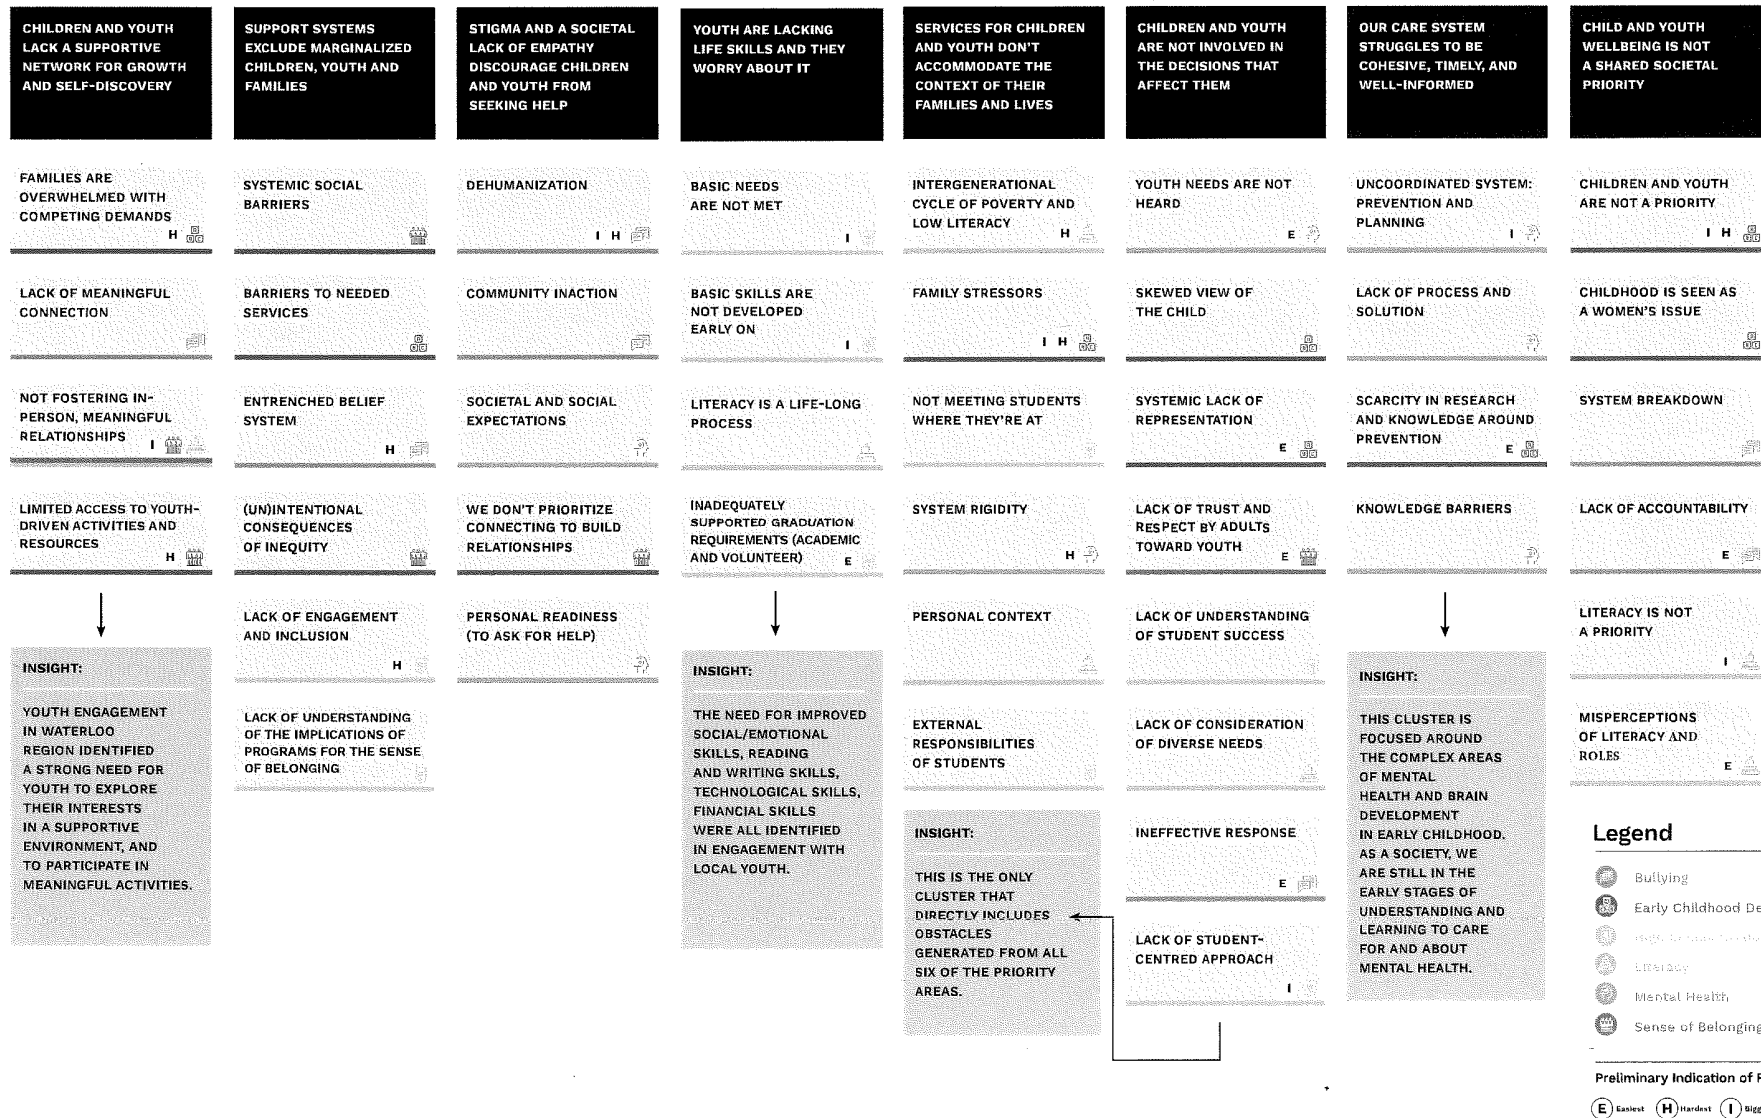 CHILDREN AND YOUTH
LACK A SUPPORTIVE
NETWORK FOR GROWTH
AND SELF-DISCOVERY
FAMILIES ARE
OVERWHELMED WITH
COMPETING DEMANDS
H
LACK OF MEANINGFUL
CONNECTION
NOT FOSTERING IN-
PERSON, MEANINGFUL
RELATIONSHIPS
I
LIMITED ACCESS TO YOUTH-
DRIVEN ACTIVITIES AND
RESOURCES
H
INSIGHT:
YOUTH ENGAGEMENT
IN WATERLOO
REGION IDENTIFIED
A STRONG NEED FOR
YOUTH TO EXPLORE
THEIR INTERESTS
IN A SUPPORTIVE
ENVIRONMENT, AND
TO PARTICIPATE IN
MEANINGFUL ACTIVITIES.
SUPPORT SYSTEMS
EXCLUDE MARGINALIZED
CHILDREN, YOUTH AND
FAMILIES
SYSTEMIC SOCIAL
BARRIERS
BARRIERS TO NEEDED
SERVICES
ENTRENCHED BELIEF
SYSTEM
H
(UN)INTENTIONAL
CONSEQUENCES
OF INEQUITY
LACK OF ENGAGEMENT
AND INCLUSION
H
LACK OF UNDERSTANDING
OF THE IMPLICATIONS OF
PROGRAMS FOR THE SENSE
OF BELONGING
STIGMA AND A SOCIETAL
LACK OF EMPATHY
DISCOURAGE CHILDREN
AND YOUTH FROM
SEEKING HELP
DEHUMANIZATION
I H
COMMUNITY INACTION
SOCIETAL AND SOCIAL
EXPECTATIONS
WE DON'T PRIORITIZE
CONNECTING TO BUILD
RELATIONSHIPS
PERSONAL READINESS
(TO ASK FOR HELP)
YOUTH ARE LACKING
LIFE SKILLS AND THEY
WORRY ABOUT IT
BASIC NEEDS
ARE NOT MET
I
BASIC SKILLS ARE
NOT DEVELOPED
EARLY ON
I
LITERACY IS A LIFE-LONG
PROCESS
INADEQUATELY
SUPPORTED GRADUATION
REQUIREMENTS (ACADEMIC
AND VOLUNTEER)
E
INSIGHT:
THE NEED FOR IMPROVED
SOCIAL/EMOTIONAL
SKILLS, READING
AND WRITING SKILLS,
TECHNOLOGICAL SKILLS,
FINANCIAL SKILLS
WERE ALL IDENTIFIED
IN ENGAGEMENT WITH
LOCAL YOUTH.
SERVICES FOR CHILDREN
AND YOUTH DON'T
ACCOMMODATE THE
CONTEXT OF THEIR
FAMILIES AND LIVES
INTERGENERATIONAL
CYCLE OF POVERTY AND
LOW LITERACY
H
FAMILY STRESSORS
I H
NOT MEETING STUDENTS
WHERE THEY'RE AT
SYSTEM RIGIDITY
H
PERSONAL CONTEXT
EXTERNAL
RESPONSIBILITIES
OF STUDENTS
INSIGHT:
THIS IS THE ONLY
CLUSTER THAT
DIRECTLY INCLUDES
OBSTACLES
GENERATED FROM ALL
SIX OF THE PRIORITY
AREAS.
CHILDREN AND YOUTH
ARE NOT INVOLVED IN
THE DECISIONS THAT
AFFECT THEM
YOUTH NEEDS ARE NOT
HEARD
E
SKEWED VIEW OF
THE CHILD
SYSTEMIC LACK OF
REPRESENTATION
E
LACK OF TRUST AND
RESPECT BY ADULTS
TOWARD YOUTH
E
LACK OF UNDERSTANDING
OF STUDENT SUCCESS
LACK OF CONSIDERATION
OF DIVERSE NEEDS
INEFFECTIVE RESPONSE
E
LACK OF STUDENT-
CENTRED APPROACH
I
OUR CARE SYSTEM
STRUGGLES TO BE
COHESIVE, TIMELY, AND
WELL-INFORMED
UNCOORDINATED SYSTEM:
PREVENTION AND
PLANNING
I
LACK OF PROCESS AND
SOLUTION
SCARCITY IN RESEARCH
AND KNOWLEDGE AROUND
PREVENTION
E
KNOWLEDGE BARRIERS
INSIGHT:
THIS CLUSTER IS
FOCUSED AROUND
THE COMPLEX AREAS
OF MENTAL
HEALTH AND BRAIN
DEVELOPMENT
IN EARLY CHILDHOOD.
AS A SOCIETY, WE
ARE STILL IN THE
EARLY STAGES OF
UNDERSTANDING AND
LEARNING TO CARE
FOR AND ABOUT
MENTAL HEALTH.
CHILD AND YOUTH
WELLBEING IS NOT
A SHARED SOCIETAL
PRIORITY
CHILDREN AND YOUTH
ARE NOT A PRIORITY
I H
CHILDHOOD IS SEEN AS
A WOMEN'S ISSUE
SYSTEM BREAKDOWN
LACK OF ACCOUNTABILITY
E
LITERACY IS NOT
A PRIORITY
I
MISPERCEPTIONS
OF LITERACY AND
ROLES
E
Legend
Bullying
Early Childhood De
Literacy
Mental Health
Sense of Belonging
Preliminary Indication of
E Easiest H Hardest I